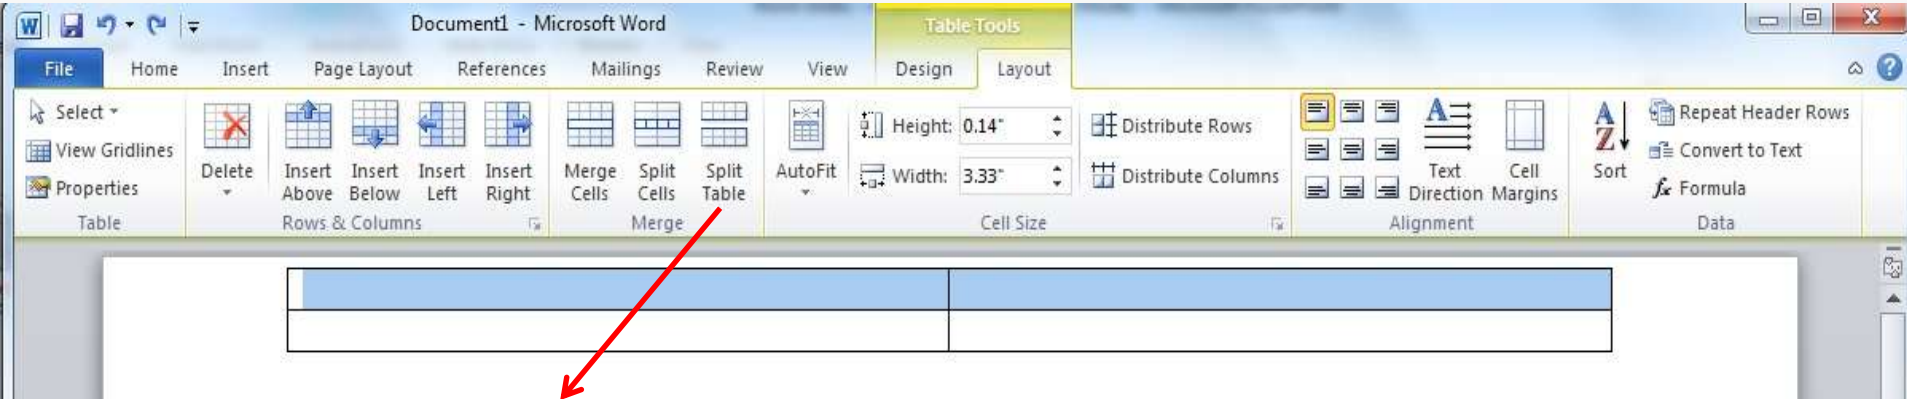 W
Document1 - Microsoft Word
Table Tools
File Home Insert Page Layout References Mailings Review View Design Layout
?
Select
View Gridlines
Properties
Table
Delete
Insert Above
Insert Below
Insert Left
Insert Right
Rows & Columns
Merge Cells
Split Cells
Split Table
Merge
AutoFit
Height: 0.14"
Width: 3.33"
Distribute Rows
Distribute Columns
Cell Size
A
Text Direction
Cell Margins
Alignment
A
Z
Sort
Repeat Header Rows
Convert to Text
fx Formula
Data